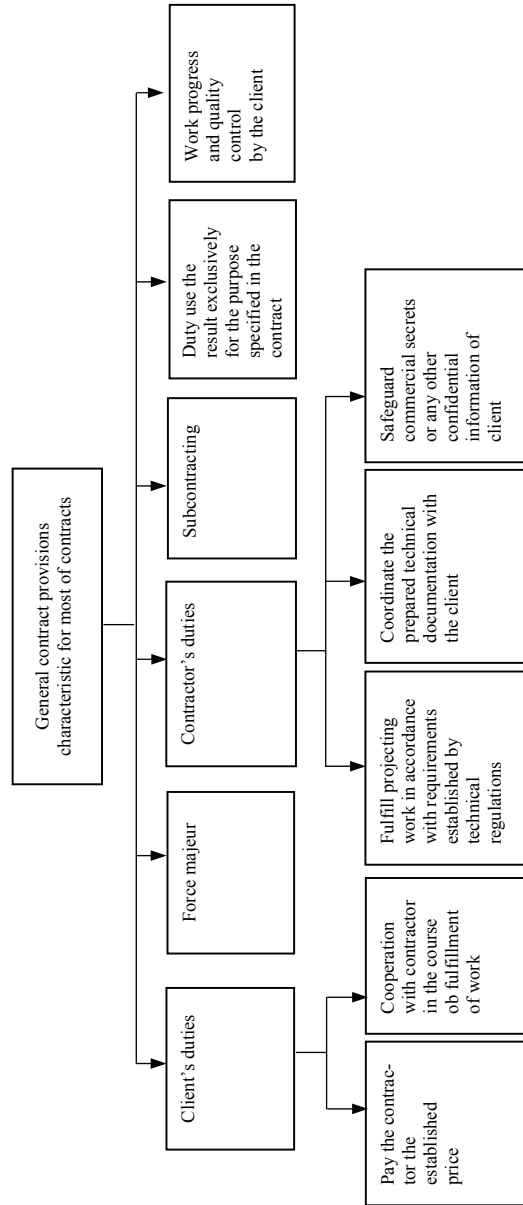 General contract provisions
characteristic for most of contracts
Client’s duties
Force majeur
Contractor’s duties
Subcontracting
Duty use the
result exclusively
for the purpose
specified in the
contract
Work progress
and quality
control
by the client
Pay the contrac-
tor the
established
price
Cooperation
with contractor
in the course
ob fulfillment
of work
Fulfill projecting
work in accordance
with requirements
established by
technical
regulations
Coordinate the
prepared technical
documentation with
the client
Safeguard
commercial secrets
or any other
confidential
information of
client